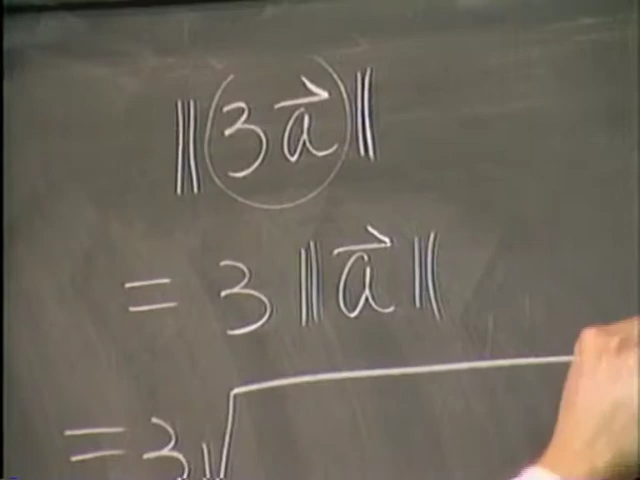 ‖3a⃗‖
= 3‖a⃗‖
= 3√